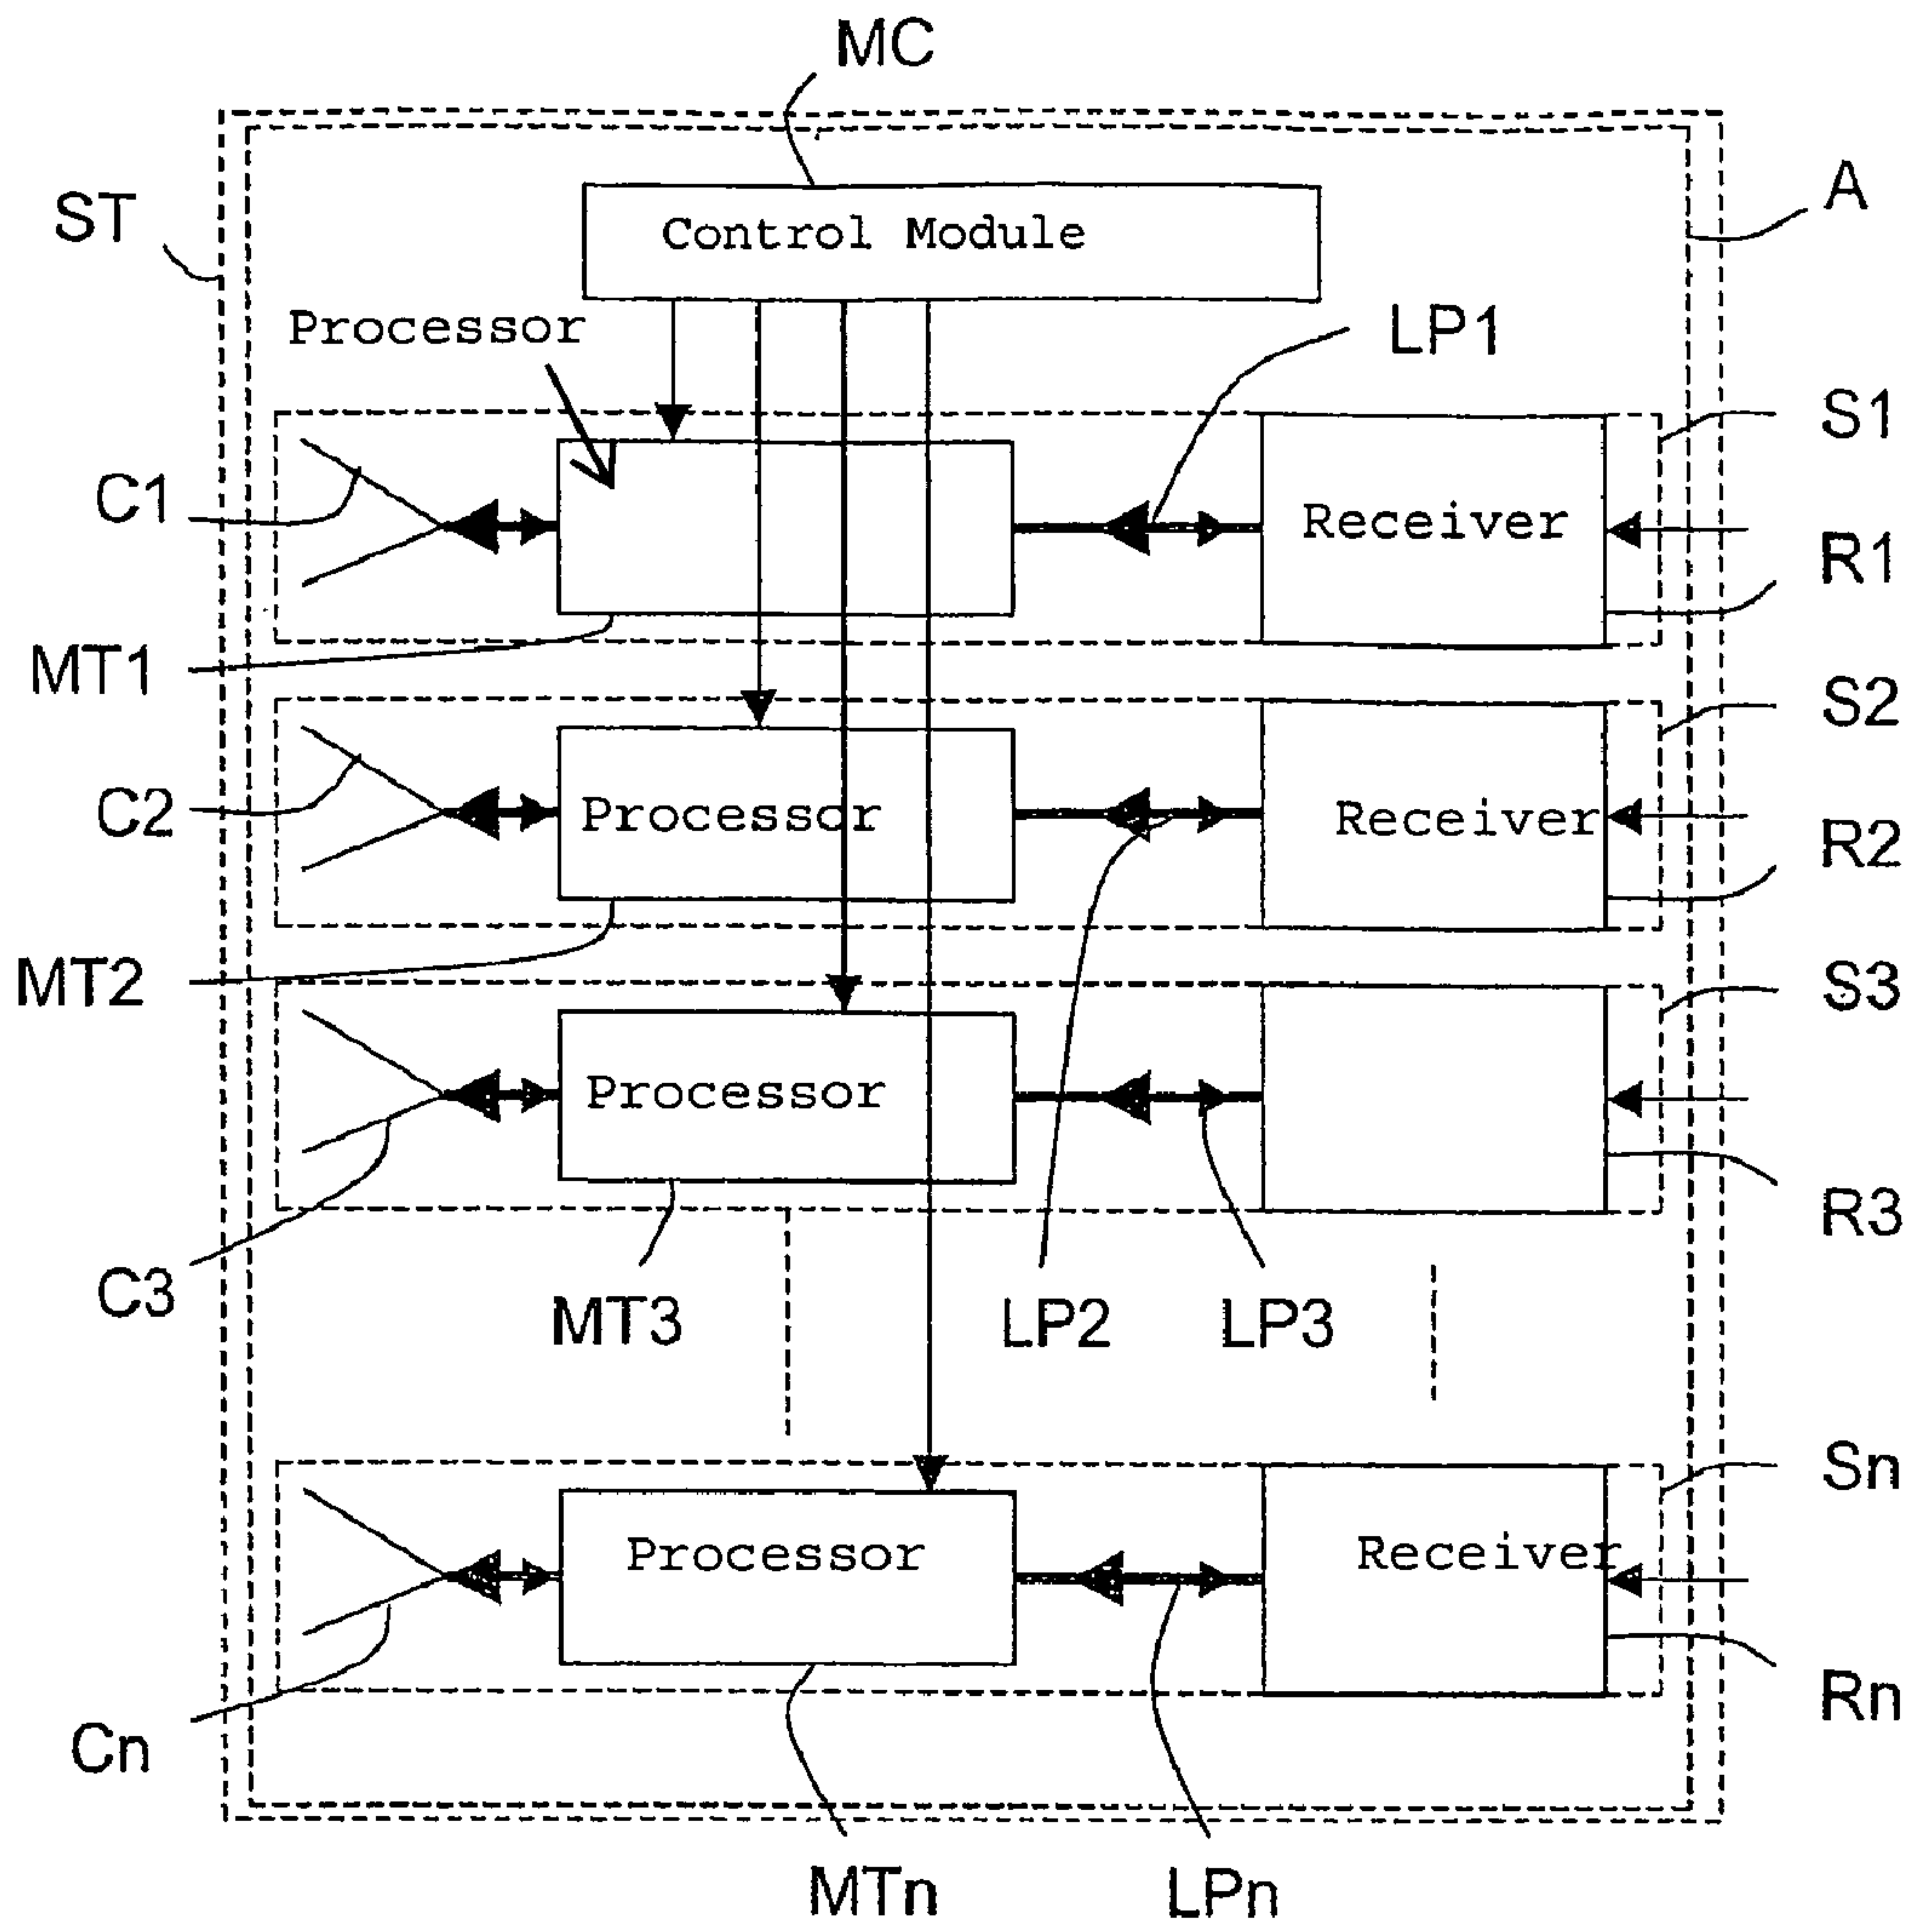 MC
ST
A
Control Module
Processor
LP1
S1
C1
Receiver
R1
MT1
S2
C2
Processor
Receiver
R2
MT2
S3
Processor
R3
C3
MT3
LP2
LP3
Sn
Processor
Receiver
Rn
Cn
MTn
LPn